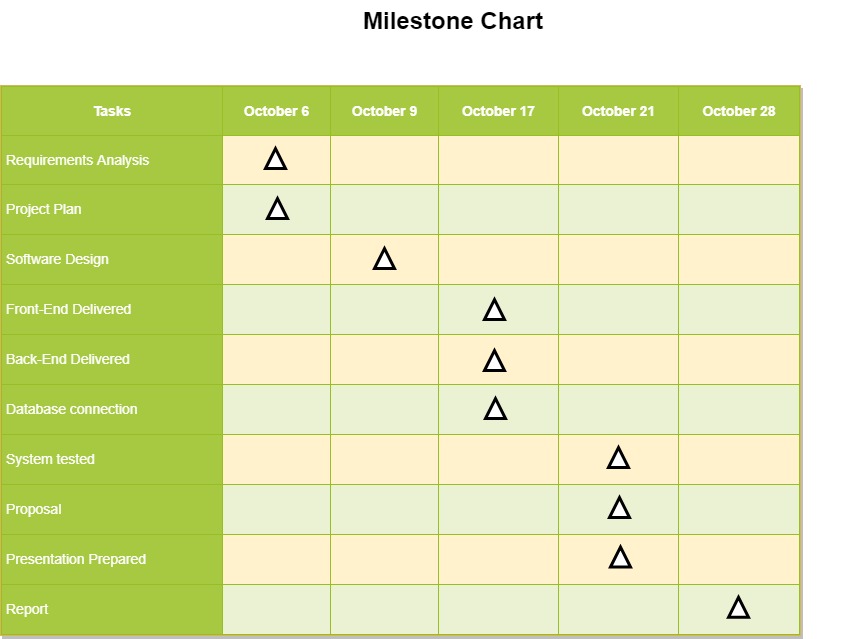 Milestone Chart
Tasks October 6 October 9 October 17 October 21 October 28
Requirements Analysis
Project Plan
Software Design
Front-End Delivered
Back-End Delivered
Database connection
System tested
Proposal
Presentation Prepared
Report